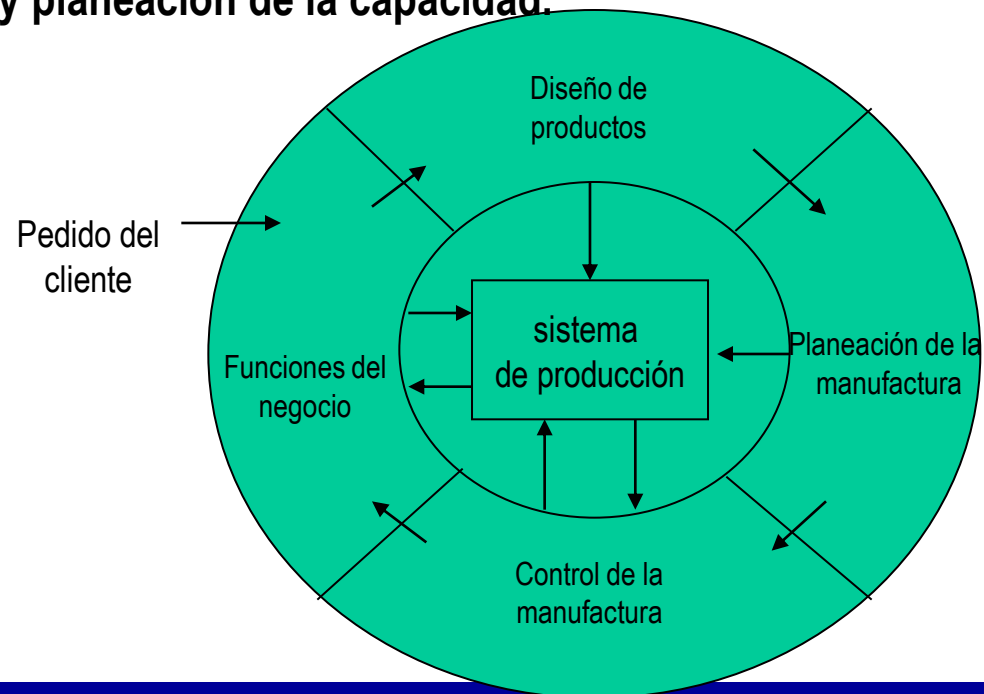 y planeación de la capacidad.
Diseño de
productos
Pedido del
cliente
sistema
de producción
Planeación de la
manufactura
Funciones del
negocio
Control de la
manufactura